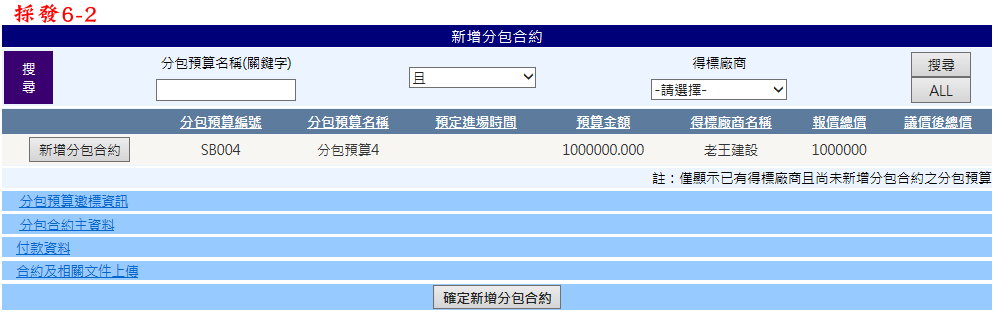 採發6-2
新增分包合約
搜尋
分包預算名稱(關鍵字)
且
得標廠商
-請選擇-
搜尋
ALL
分包預算編號 分包預算名稱 預定進場時間 預算金額 得標廠商名稱 報價總價 議價後總價
新增分包合約 SB004 分包預算4 1000000.000 老王建設 1000000
註：僅顯示已有得標廠商且尚未新增分包合約之分包預算
分包預算邀標資訊
分包合約主資料
付款資料
合約及相關文件上傳
確定新增分包合約